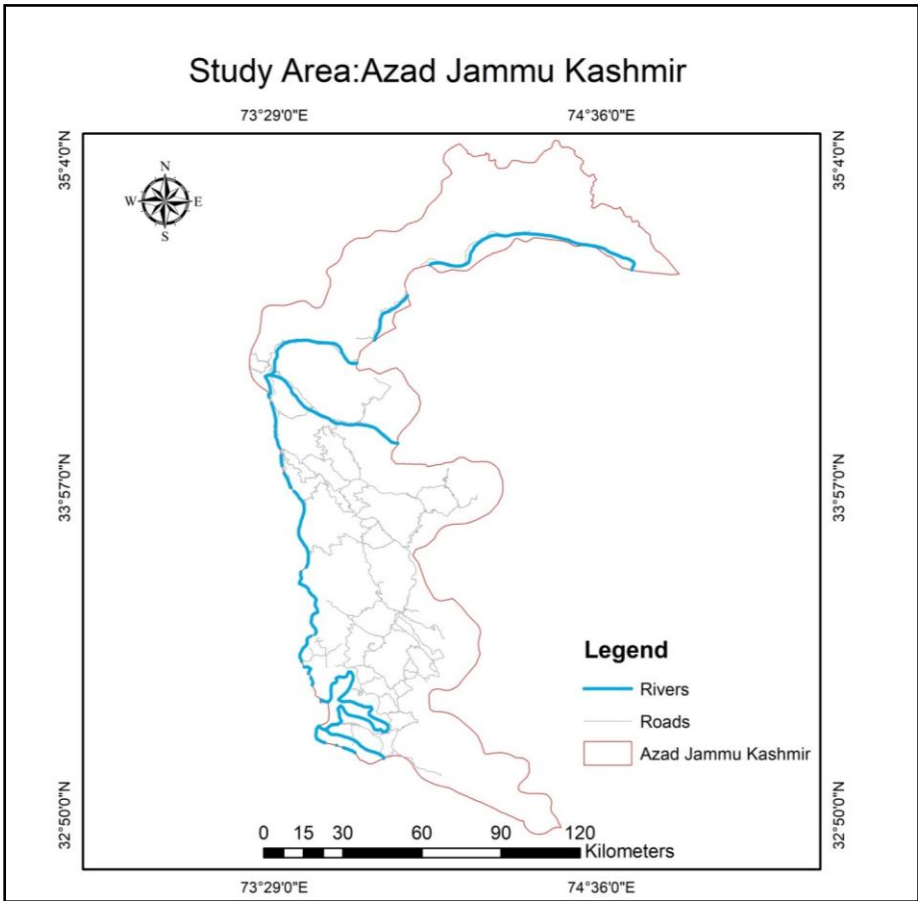 Study Area:Azad Jammu Kashmir
73°29'0"E 74°36'0"E
35°4'0"N 35°4'0"N
N
W E
S
33°57'0"N 33°57'0"N
Legend
Rivers
Roads
Azad Jammu Kashmir
32°50'0"N 32°50'0"N
0 15 30 60 90 120
Kilometers
73°29'0"E 74°36'0"E